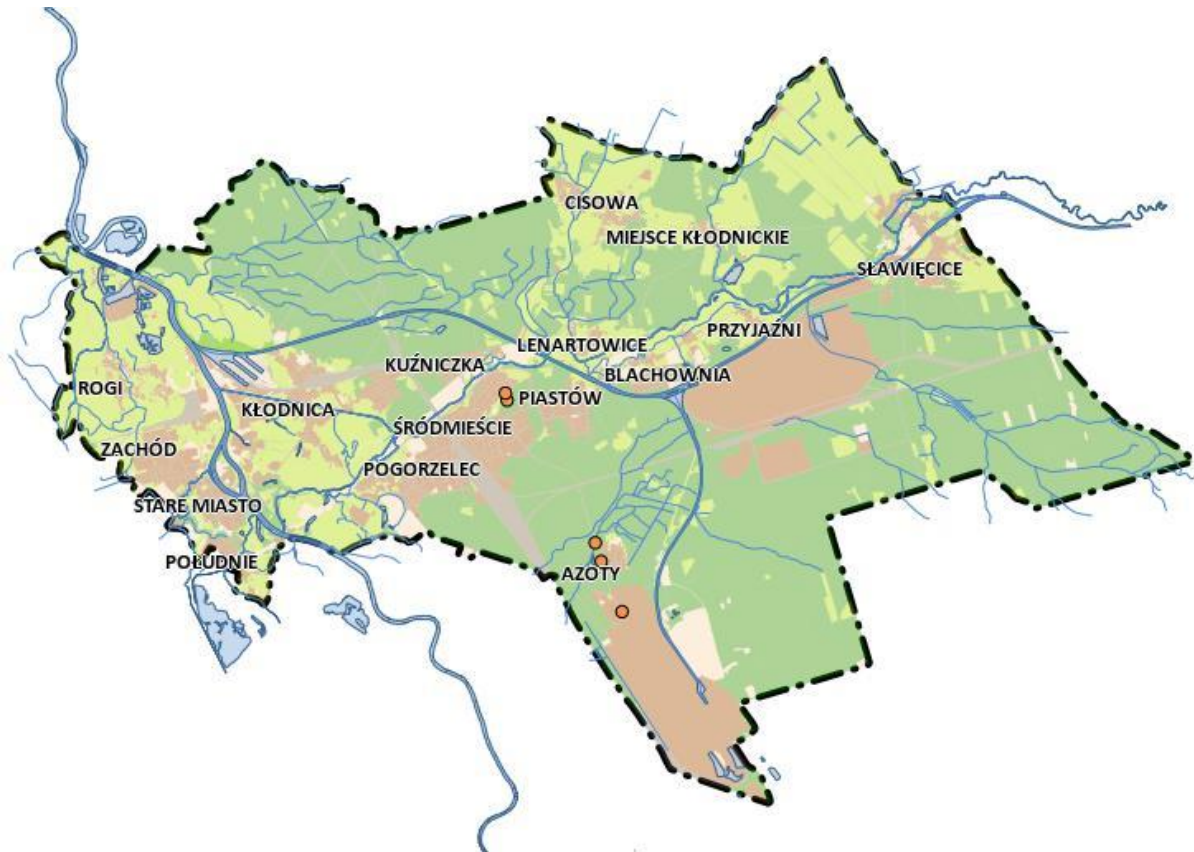 CISOWA
MIEJSCE KŁODNICKIE
SŁAWIĘCICE
PRZYJAŹNI
LENARTOWICE
KUŹNICZKA
BLACHOWNIA
ROGI
PIASTÓW
KŁODNICA
ŚRÓDMIEŚCIE
ZACHÓD
POGORZELEC
STARE MIASTO
POŁUDNIE
AZOTY